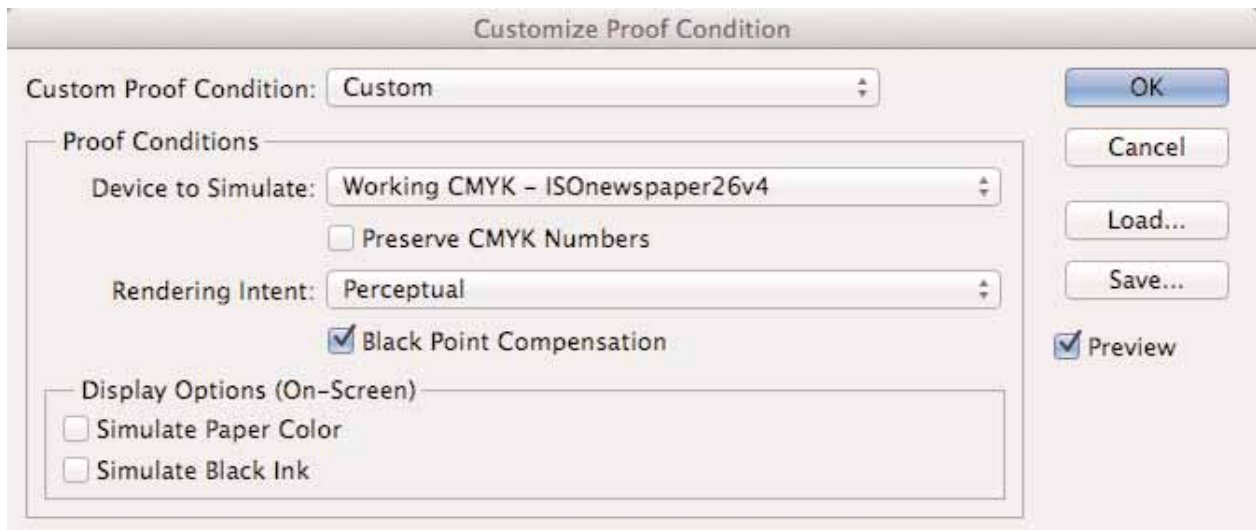 Customize Proof Condition
Custom Proof Condition: Custom
OK
Proof Conditions
Cancel
Device to Simulate: Working CMYK – ISOnewspaper26v4
Preserve CMYK Numbers
Load...
Rendering Intent: Perceptual
Save...
Black Point Compensation
Preview
Display Options (On-Screen)
Simulate Paper Color
Simulate Black Ink